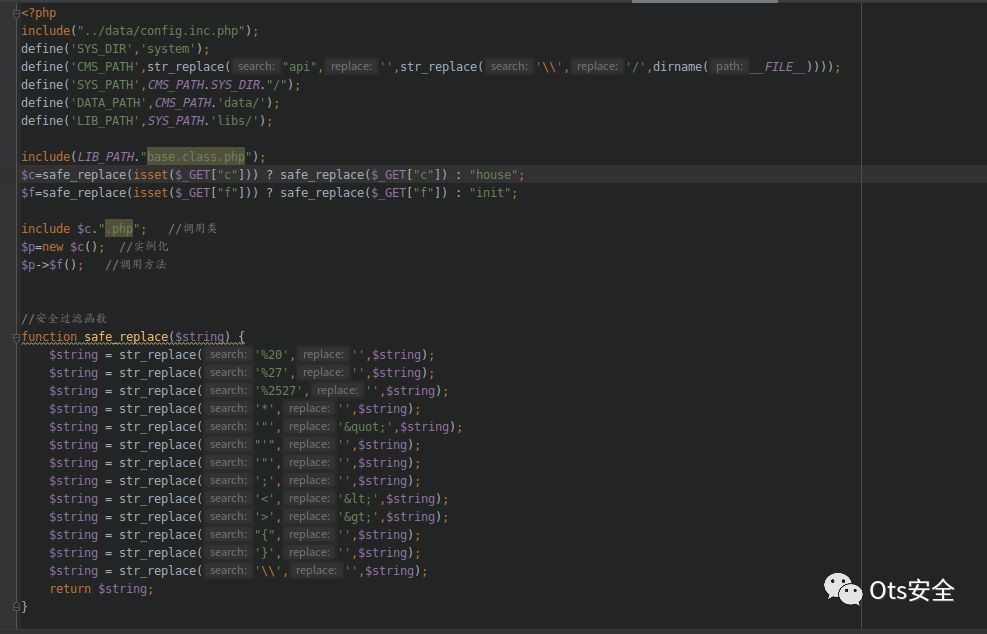 <?php
include("../data/config.inc.php");
define('SYS_DIR','system');
define('CMS_PATH',str_replace( search: "api", replace: '',str_replace( search: '\\', replace: '/',dirname( path: __FILE__))));
define('SYS_PATH',CMS_PATH.SYS_DIR."/");
define('DATA_PATH',CMS_PATH.'data/');
define('LIB_PATH',SYS_PATH.'libs/');
include(LIB_PATH."base.class.php");
$c=safe_replace(isset($_GET["c"])) ? safe_replace($_GET["c"]) : "house";
$f=safe_replace(isset($_GET["f"])) ? safe_replace($_GET["f"]) : "init";
include $c.".php"; //调用类
$p=new $c(); //实例化
$p->$f(); //调用方法
//安全过滤函数
function safe_replace($string) {
$string = str_replace( search: '%20', replace: '',$string);
$string = str_replace( search: '%27', replace: '',$string);
$string = str_replace( search: '%2527', replace: '',$string);
$string = str_replace( search: '*', replace: '',$string);
$string = str_replace( search: '"', replace: '&quot;',$string);
$string = str_replace( search: "'", replace: '',$string);
$string = str_replace( search: '"', replace: '',$string);
$string = str_replace( search: ';', replace: '',$string);
$string = str_replace( search: '<', replace: '&lt;',$string);
$string = str_replace( search: '>', replace: '&gt;',$string);
$string = str_replace( search: "{", replace: '',$string);
$string = str_replace( search: '}', replace: '',$string);
$string = str_replace( search: '\\', replace: '',$string);
return $string;
}
Ots安全